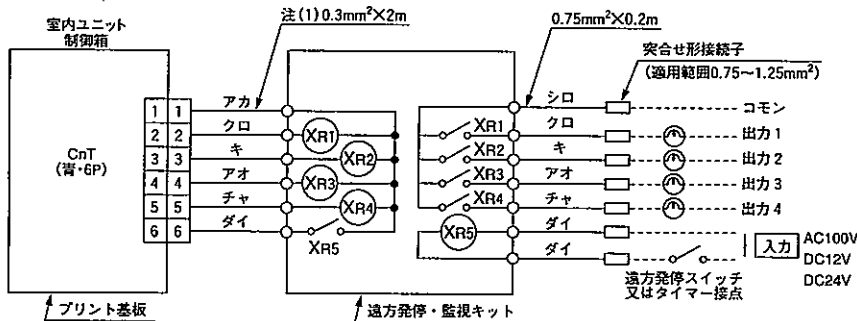 室内ユニット
制御箱
CnT
(青・6P)
プリント基板
1 1
2 2
3 3
4 4
5 5
6 6
注(1)0.3mm²×2m
アカ
クロ
キ
アオ
チャ
ダイ
XR1
XR2
XR3
XR4
XR5
遠方発停・監視キット
XR1
XR2
XR3
XR4
XR5
0.75mm²×0.2m
突合せ形接続子
(適用範囲0.75~1.25mm²)
シロ
クロ
キ
アオ
チャ
ダイ
ダイ
コモン
出力1
出力2
出力3
出力4
入力
AC100V
DC12V
DC24V
遠方発停スイッチ
又はタイマー接点